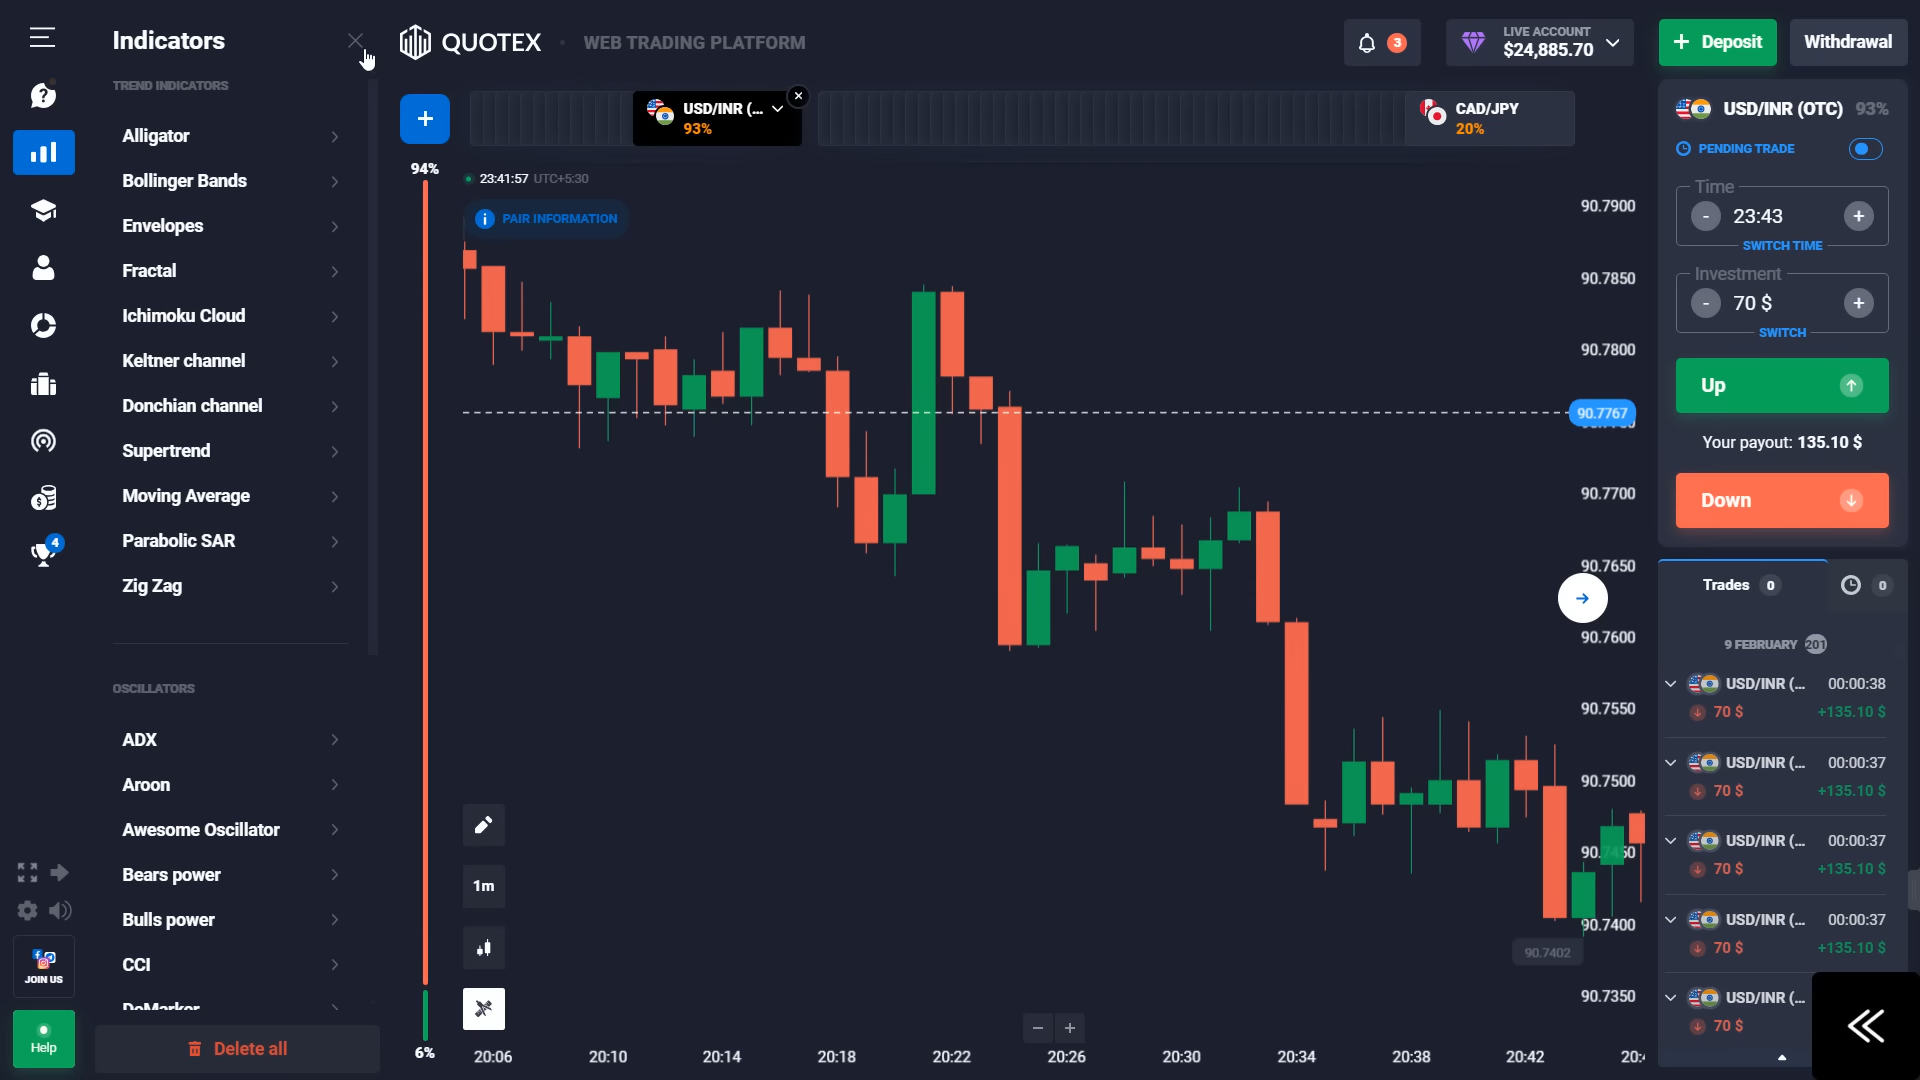 Indicators
QUOTEX
WEB TRADING PLATFORM
3
LIVE ACCOUNT
$24,885.70
Deposit
Withdrawal
TREND INDICATORS
Alligator
Bollinger Bands
Envelopes
Fractal
Ichimoku Cloud
Keltner channel
Donchian channel
Supertrend
Moving Average
Parabolic SAR
Zig Zag
OSCILLATORS
ADX
Aroon
Awesome Oscillator
Bears power
Bulls power
CCI
DeMarker
Delete all
4
JOIN US
Help
+
USD/INR (...
93%
CAD/JPY
20%
94%
6%
23:41:57 UTC+5:30
PAIR INFORMATION
1m
90.7900
90.7850
90.7800
90.7767
90.7700
90.7650
90.7600
90.7550
90.7500
90.7450
90.7400
90.7402
90.7350
- +
20:06 20:10 20:14 20:18 20:22 20:26 20:30 20:34 20:38 20:42 20:4
USD/INR (OTC) 93%
PENDING TRADE
Time
- 23:43 +
SWITCH TIME
Investment
- 70 $ +
SWITCH
Up
Your payout: 135.10 $
Down
Trades 0
0
9 FEBRUARY 201
USD/INR (... 00:00:38
70 $ +135.10 $
USD/INR (... 00:00:37
70 $ +135.10 $
USD/INR (... 00:00:37
70 $ +135.10 $
USD/INR (... 00:00:37
70 $ +135.10 $
USD/INR (...
70 $